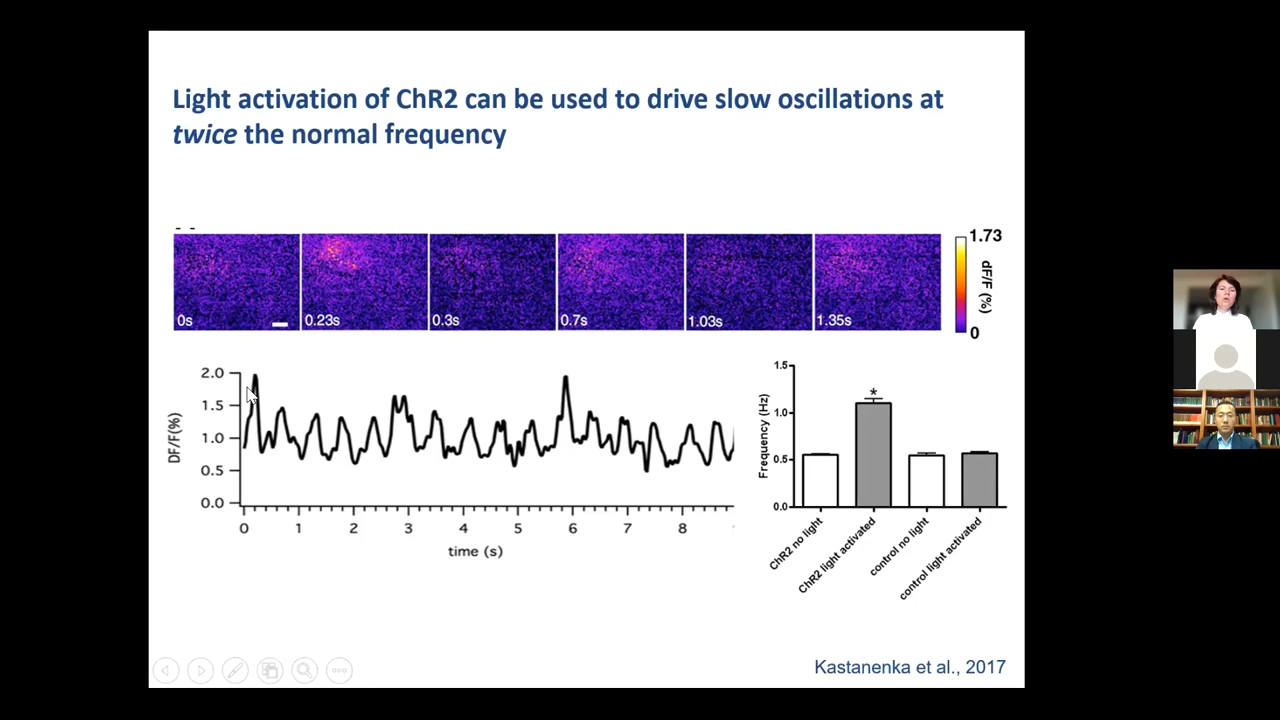 Light activation of ChR2 can be used to drive slow oscillations at
twice the normal frequency
0s
0.23s
0.3s
0.7s
1.03s
1.35s
1.73
dF/F (%)
0
2.0
1.5
1.0
0.5
0.0
DF/F(%)
0 1 2 3 4 5 6 7 8
time (s)
1.5
1.0
0.5
0.0
Frequency (Hz)
*
ChR2 no light
ChR2 light activated
control no light
control light activated
Kastanenka et al., 2017